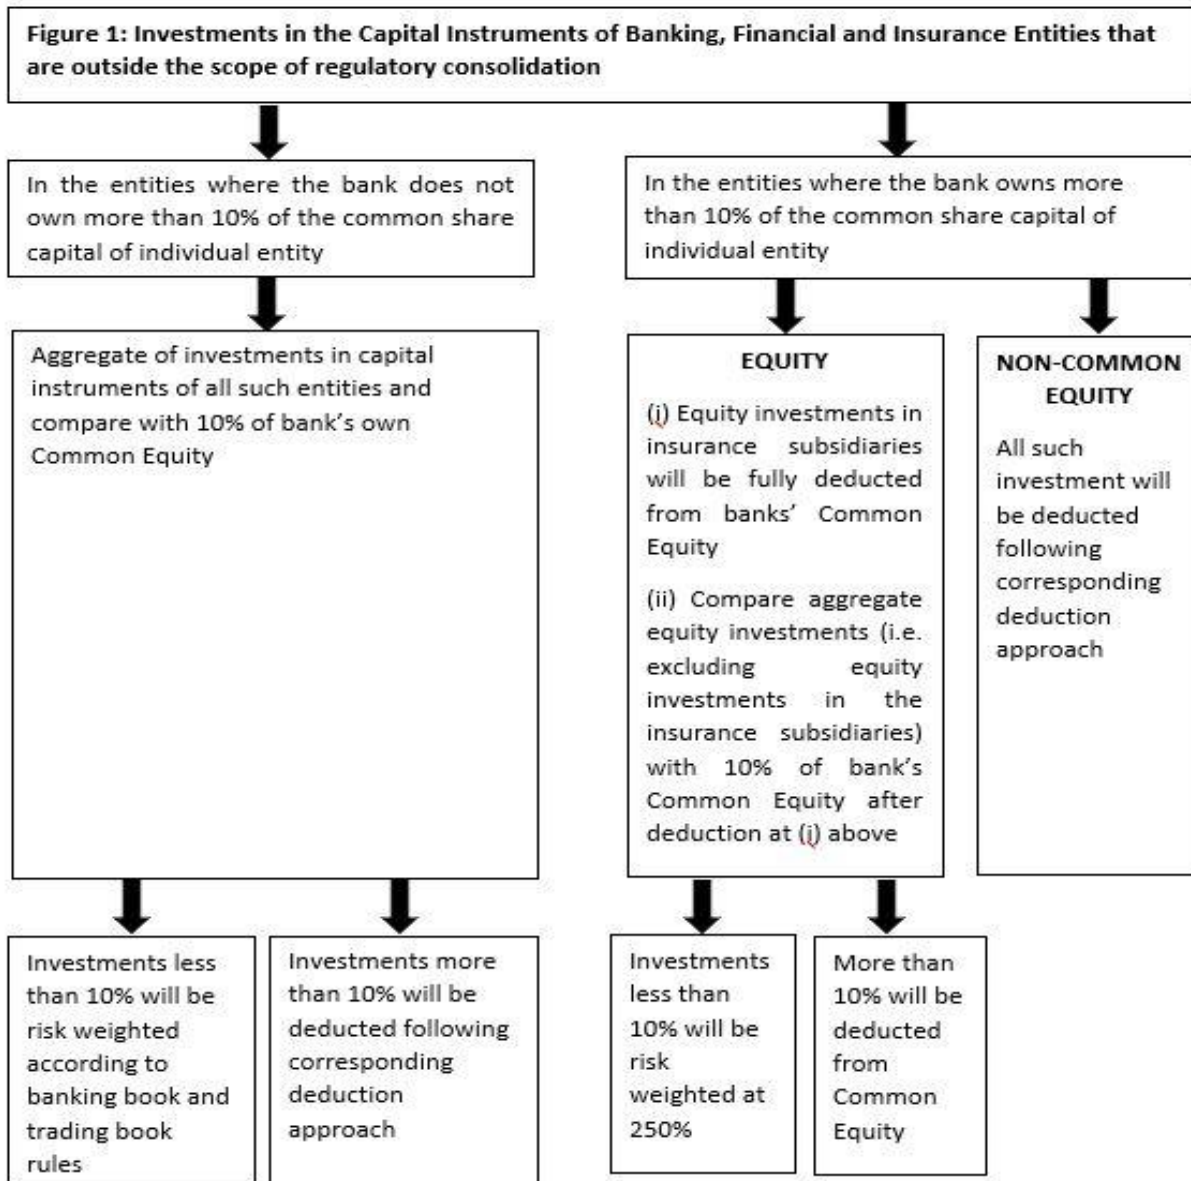 Figure 1: Investments in the Capital Instruments of Banking, Financial and Insurance Entities that
are outside the scope of regulatory consolidation
In the entities where the bank does not
own more than 10% of the common share
capital of individual entity
In the entities where the bank owns more
than 10% of the common share capital of
individual entity
Aggregate of investments in capital
instruments of all such entities and
compare with 10% of bank's own
Common Equity
EQUITY
(i) Equity investments in
insurance subsidiaries
will be fully deducted
from banks' Common
Equity
(ii) Compare aggregate
equity investments (i.e.
excluding equity
investments in the
insurance subsidiaries)
with 10% of bank's
Common Equity after
deduction at (i) above
NON-COMMON
EQUITY
All such
investment will
be deducted
following
corresponding
deduction
approach
Investments less
than 10% will be
risk weighted
according to
banking book and
trading book
rules
Investments more
than 10% will be
deducted following
corresponding
deduction
approach
Investments
less than
10% will be
risk
weighted at
250%
More than
10% will be
deducted
from
Common
Equity